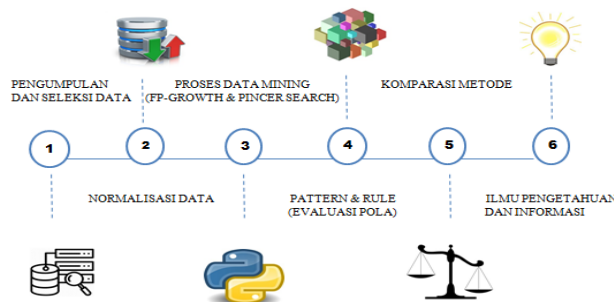 PENGUMPULAN
DAN SELEKSI DATA
PROSES DATA MINING
(FP-GROWTH & PINCER SEARCH)
KOMPARASI METODE
1
2
3
4
5
6
NORMALISASI DATA
PATTERN & RULE
(EVALUASI POLA)
ILMU PENGETAHUAN
DAN INFORMASI